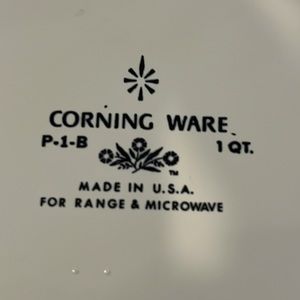 CORNING WARE.
P-1-B 1 QT.
TM
MADE IN U.S.A.
FOR RANGE & MICROWAVE